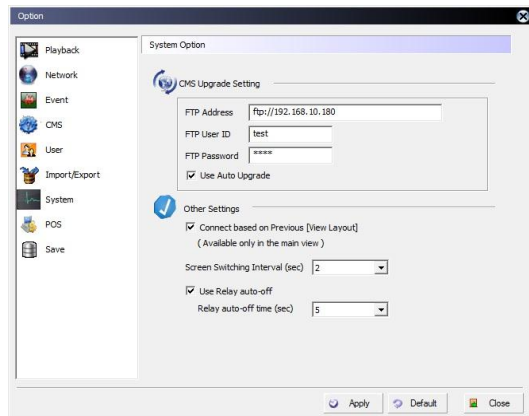 Option
Playback
Network
Event
CMS
User
Import/Export
System
POS
Save
System Option
CMS Upgrade Setting
FTP Address ftp://192.168.10.180
FTP User ID test
FTP Password ****
Use Auto Upgrade
Other Settings
Connect based on Previous [View Layout]
( Available only in the main view )
Screen Switching Interval (sec) 2
Use Relay auto-off
Relay auto-off time (sec) 5
Apply Default Close